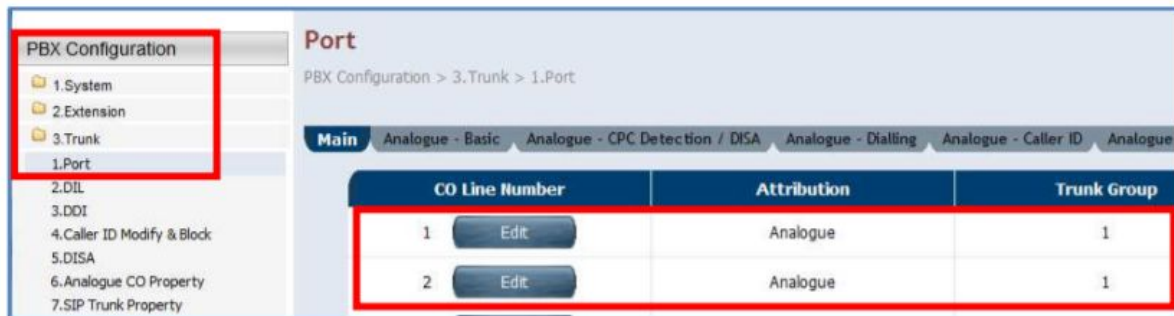 PBX Configuration
1.System
2.Extension
3.Trunk
1.Port
2.DIL
3.DDI
4.Caller ID Modify & Block
5.DISA
6.Analogue CO Property
7.SIP Trunk Property
Port
PBX Configuration > 3.Trunk > 1.Port
Main Analogue - Basic Analogue - CPC Detection / DISA Analogue - Dialling Analogue - Caller ID Analogue
CO Line Number Attribution Trunk Group
1 Edit Analogue 1
2 Edit Analogue 1